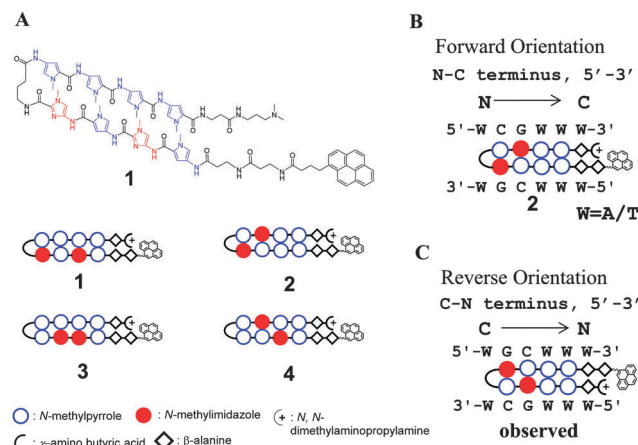 A
B
Forward Orientation
N-C terminus, 5'-3'
N C
5'-W C G W W W-3'
3'-W G C W W W-5'
2 W=A/T
C
Reverse Orientation
C-N terminus, 5'-3'
C N
5'-W G C W W W-3'
3'-W C G W W W-5'
observed
1
1 2
3 4
: N-methylpyrrole : N-methylimidazole : N, N-
dimethylaminopropylamine
: γ-amino butyric acid : β-alanine